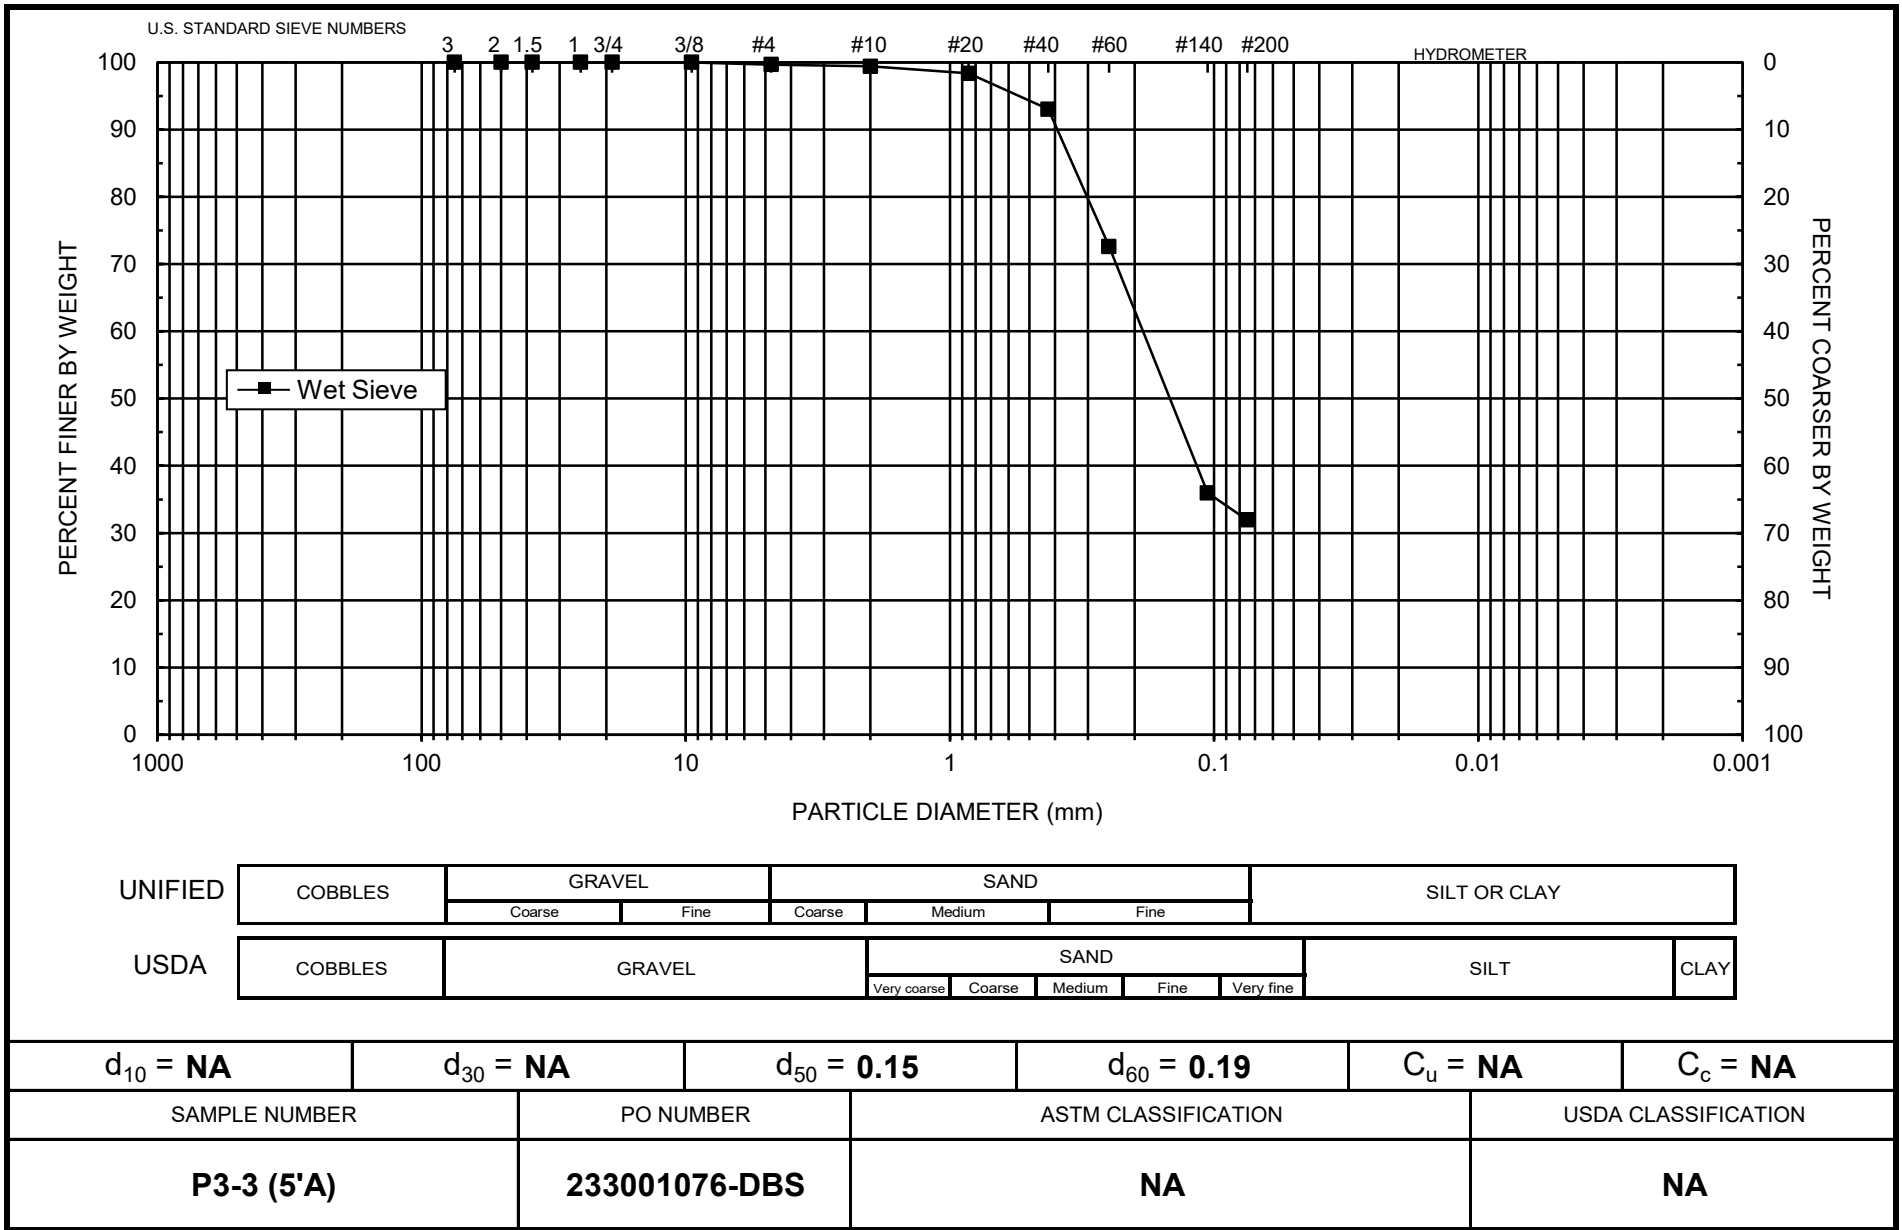 U.S. STANDARD SIEVE NUMBERS
3 2 1.5 1 3/4 3/8 #4 #10 #20 #40 #60 #140 #200
HYDROMETER
100 0
90 10
80 20
70 30
60 40
50 50
40 60
30 70
20 80
10 90
0 100
PERCENT FINER BY WEIGHT
PERCENT COARSER BY WEIGHT
Wet Sieve
1000 100 10 1 0.1 0.01 0.001
PARTICLE DIAMETER (mm)
UNIFIED COBBLES GRAVEL SAND SILT OR CLAY
Coarse Fine Coarse Medium Fine
USDA COBBLES GRAVEL SAND SILT CLAY
Very coarse Coarse Medium Fine Very fine
d10 = NA d30 = NA d50 = 0.15 d60 = 0.19 Cu = NA Cc = NA
SAMPLE NUMBER PO NUMBER ASTM CLASSIFICATION USDA CLASSIFICATION
P3-3 (5'A) 233001076-DBS NA NA